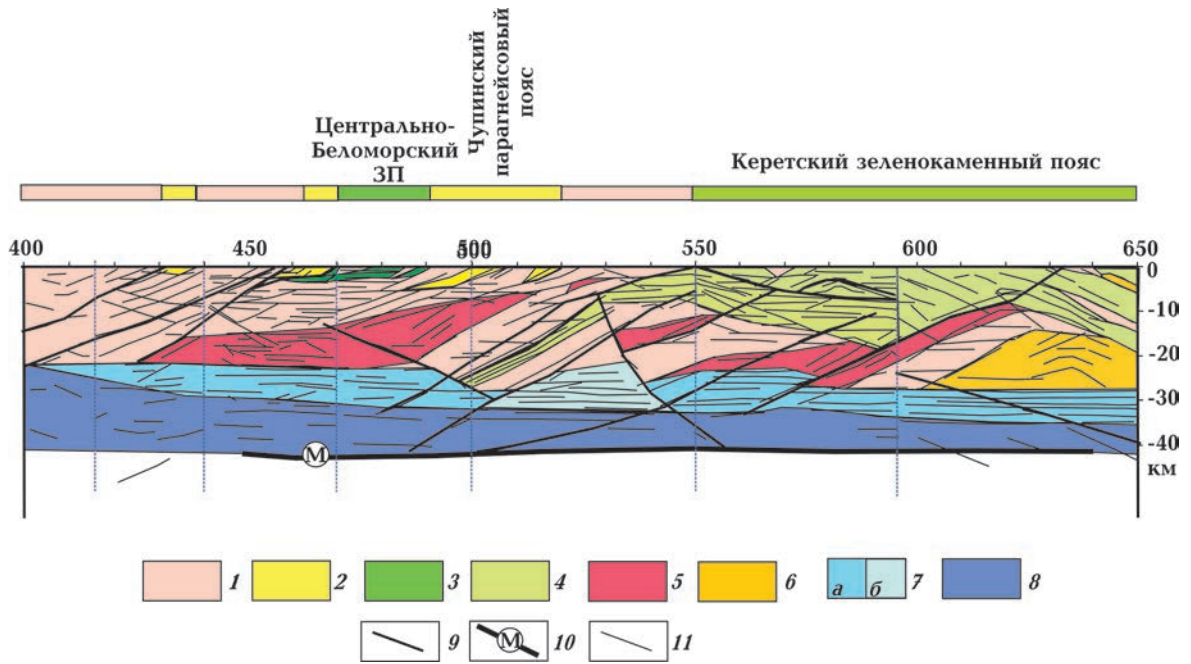 Центрально-
Беломорский
ЗП
Чупинский
парагнейсовый
пояс
Керетский зеленокаменный пояс
400 450 500 550 600 650
0
-10
-20
-30
-40
км
М
1 2 3 4 5 6 а б 7 8
9 М 10 11